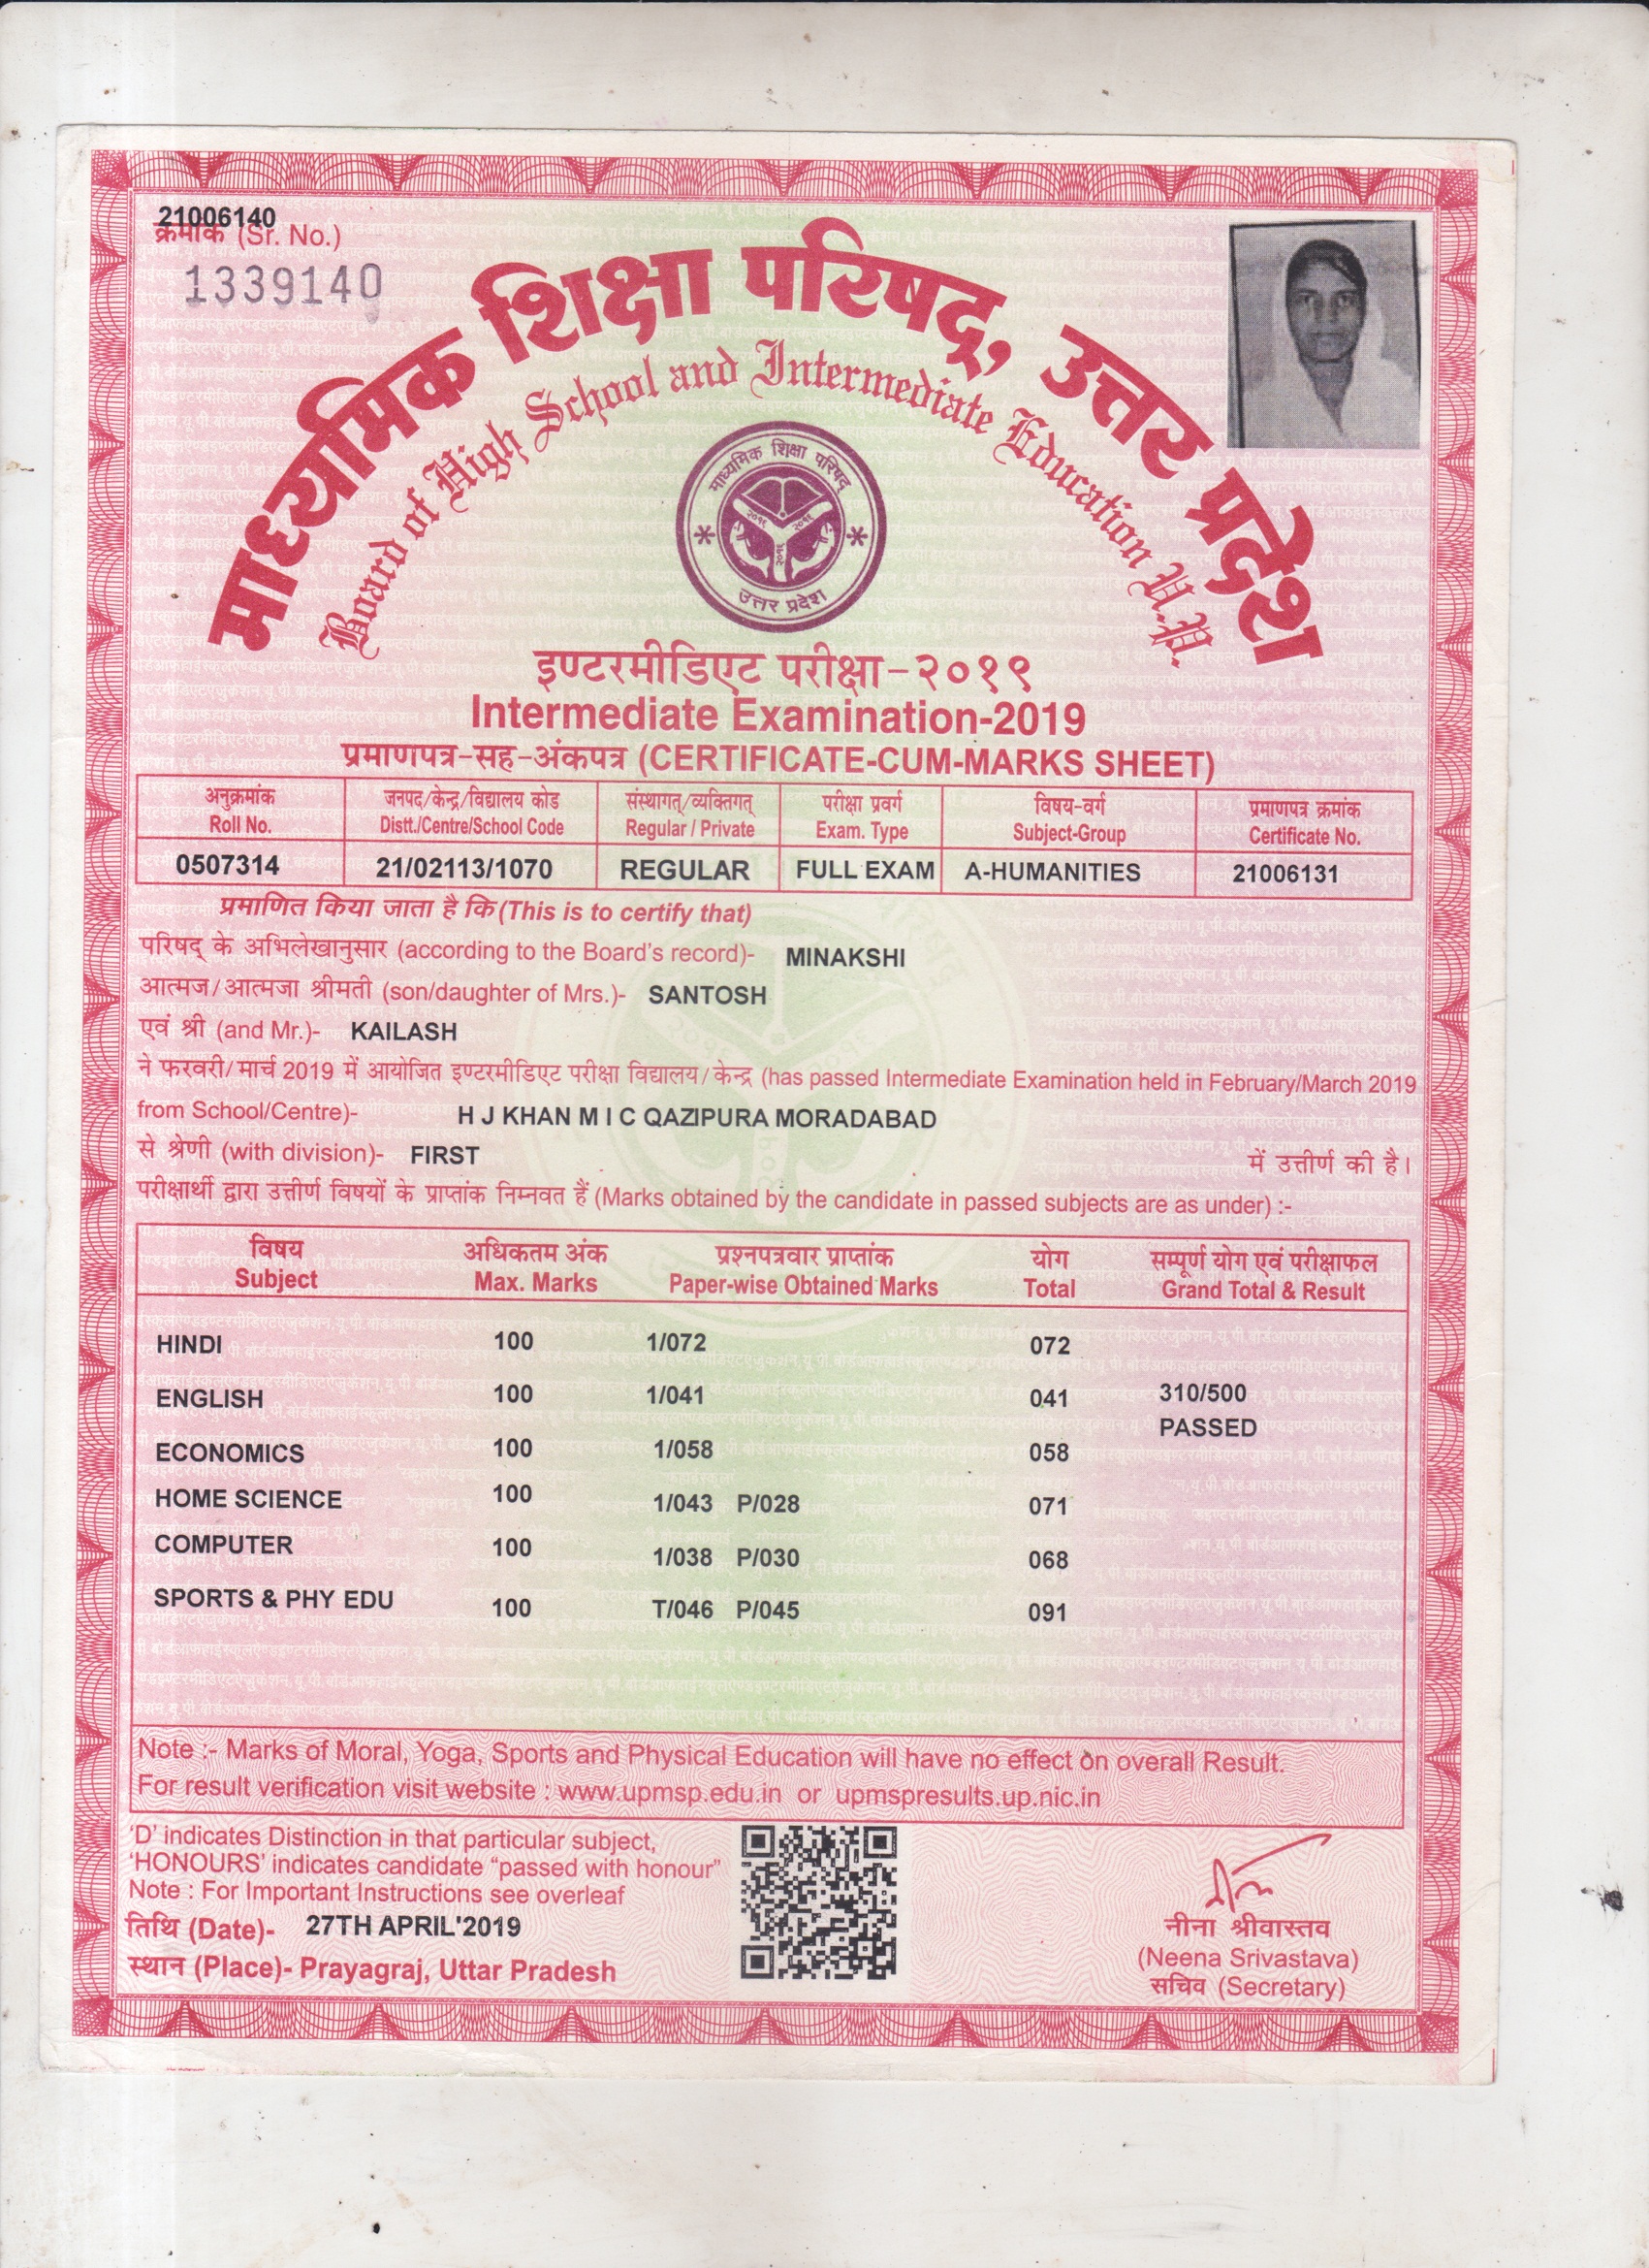 21006140
क्रमांक (Sr. No.)
1339140
माध्यमिक शिक्षा परिषद्, उत्तर प्रदेश
Board of High School and Intermediate Education U.P.
माध्यमिक शिक्षा परिषद्
उत्तर प्रदेश
इण्टरमीडिएट परीक्षा-२०१९
Intermediate Examination-2019
प्रमाणपत्र-सह-अंकपत्र (CERTIFICATE-CUM-MARKS SHEET)
अनुक्रमांक जनपद/केन्द्र/विद्यालय कोड संस्थागत्/व्यक्तिगत् परीक्षा प्रवर्ग विषय-वर्ग प्रमाणपत्र क्रमांक
Roll No. Distt./Centre/School Code Regular / Private Exam. Type Subject-Group Certificate No.
0507314 21/02113/1070 REGULAR FULL EXAM A-HUMANITIES 21006131
प्रमाणित किया जाता है कि (This is to certify that)
परिषद् के अभिलेखानुसार (according to the Board's record)- MINAKSHI
आत्मज/आत्मजा श्रीमती (son/daughter of Mrs.)- SANTOSH
एवं श्री (and Mr.)- KAILASH
ने फरवरी/मार्च 2019 में आयोजित इण्टरमीडिएट परीक्षा विद्यालय/केन्द्र (has passed Intermediate Examination held in February/March 2019
from School/Centre)- H J KHAN M I C QAZIPURA MORADABAD
से श्रेणी (with division)- FIRST में उत्तीर्ण की है।
परीक्षार्थी द्वारा उत्तीर्ण विषयों के प्राप्तांक निम्नवत हैं (Marks obtained by the candidate in passed subjects are as under) :-
विषय अधिकतम अंक प्रश्नपत्रवार प्राप्तांक योग सम्पूर्ण योग एवं परीक्षाफल
Subject Max. Marks Paper-wise Obtained Marks Total Grand Total & Result
HINDI 100 1/072 072
ENGLISH 100 1/041 041 310/500
PASSED
ECONOMICS 100 1/058 058
HOME SCIENCE 100 1/043 P/028 071
COMPUTER 100 1/038 P/030 068
SPORTS & PHY EDU 100 T/046 P/045 091
Note :- Marks of Moral, Yoga, Sports and Physical Education will have no effect on overall Result.
For result verification visit website : www.upmsp.edu.in or upmspresults.up.nic.in
'D' indicates Distinction in that particular subject,
'HONOURS' indicates candidate "passed with honour"
Note : For Important Instructions see overleaf
तिथि (Date)- 27TH APRIL'2019
स्थान (Place)- Prayagraj, Uttar Pradesh
नीना श्रीवास्तव
(Neena Srivastava)
सचिव (Secretary)